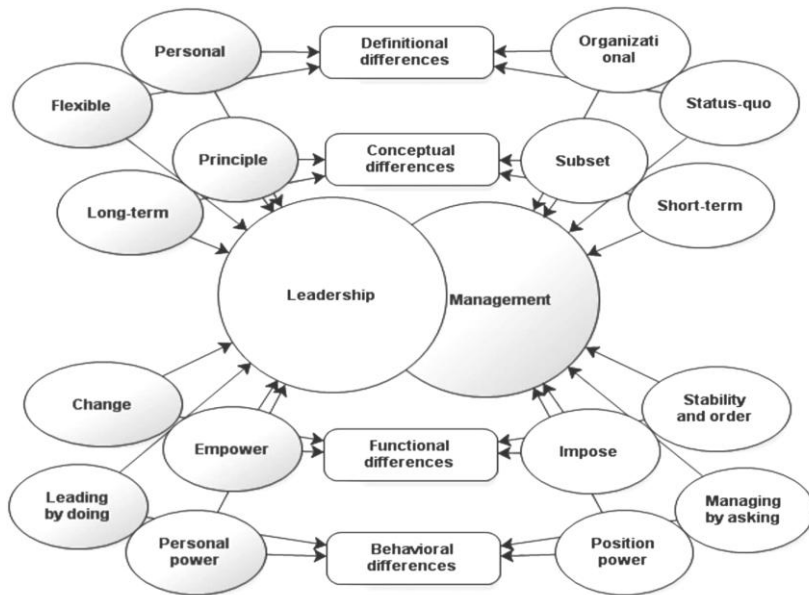 Personal
Definitional
differences
Organizati
onal
Flexible
Status-quo
Principle
Conceptual
differences
Subset
Long-term
Short-term
Leadership
Management
Change
Stability
and order
Empower
Functional
differences
Impose
Leading
by doing
Managing
by asking
Personal
power
Behavioral
differences
Position
power